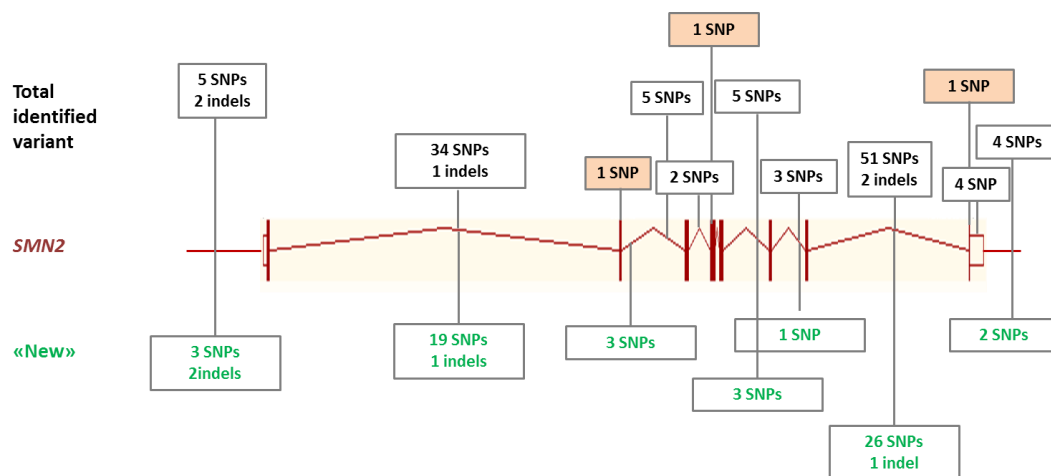 1 SNP
Total
identified
variant
5 SNPs
2 indels
34 SNPs
1 indels
1 SNP
5 SNPs
2 SNPs
5 SNPs
3 SNPs
51 SNPs
2 indels
1 SNP
4 SNPs
4 SNP
SMN2
«New»
3 SNPs
2indels
19 SNPs
1 indels
3 SNPs
1 SNP
3 SNPs
26 SNPs
1 indel
2 SNPs